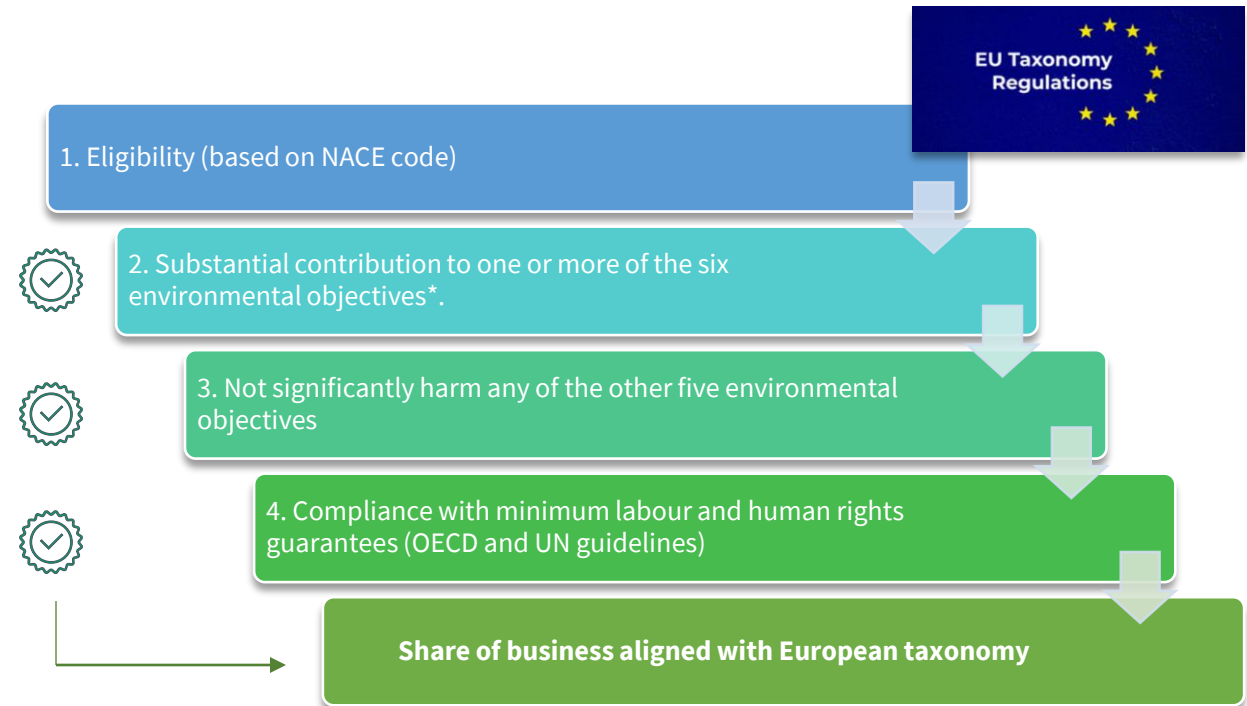 EU Taxonomy
Regulations
1. Eligibility (based on NACE code)
2. Substantial contribution to one or more of the six
environmental objectives*.
3. Not significantly harm any of the other five environmental
objectives
4. Compliance with minimum labour and human rights
guarantees (OECD and UN guidelines)
Share of business aligned with European taxonomy